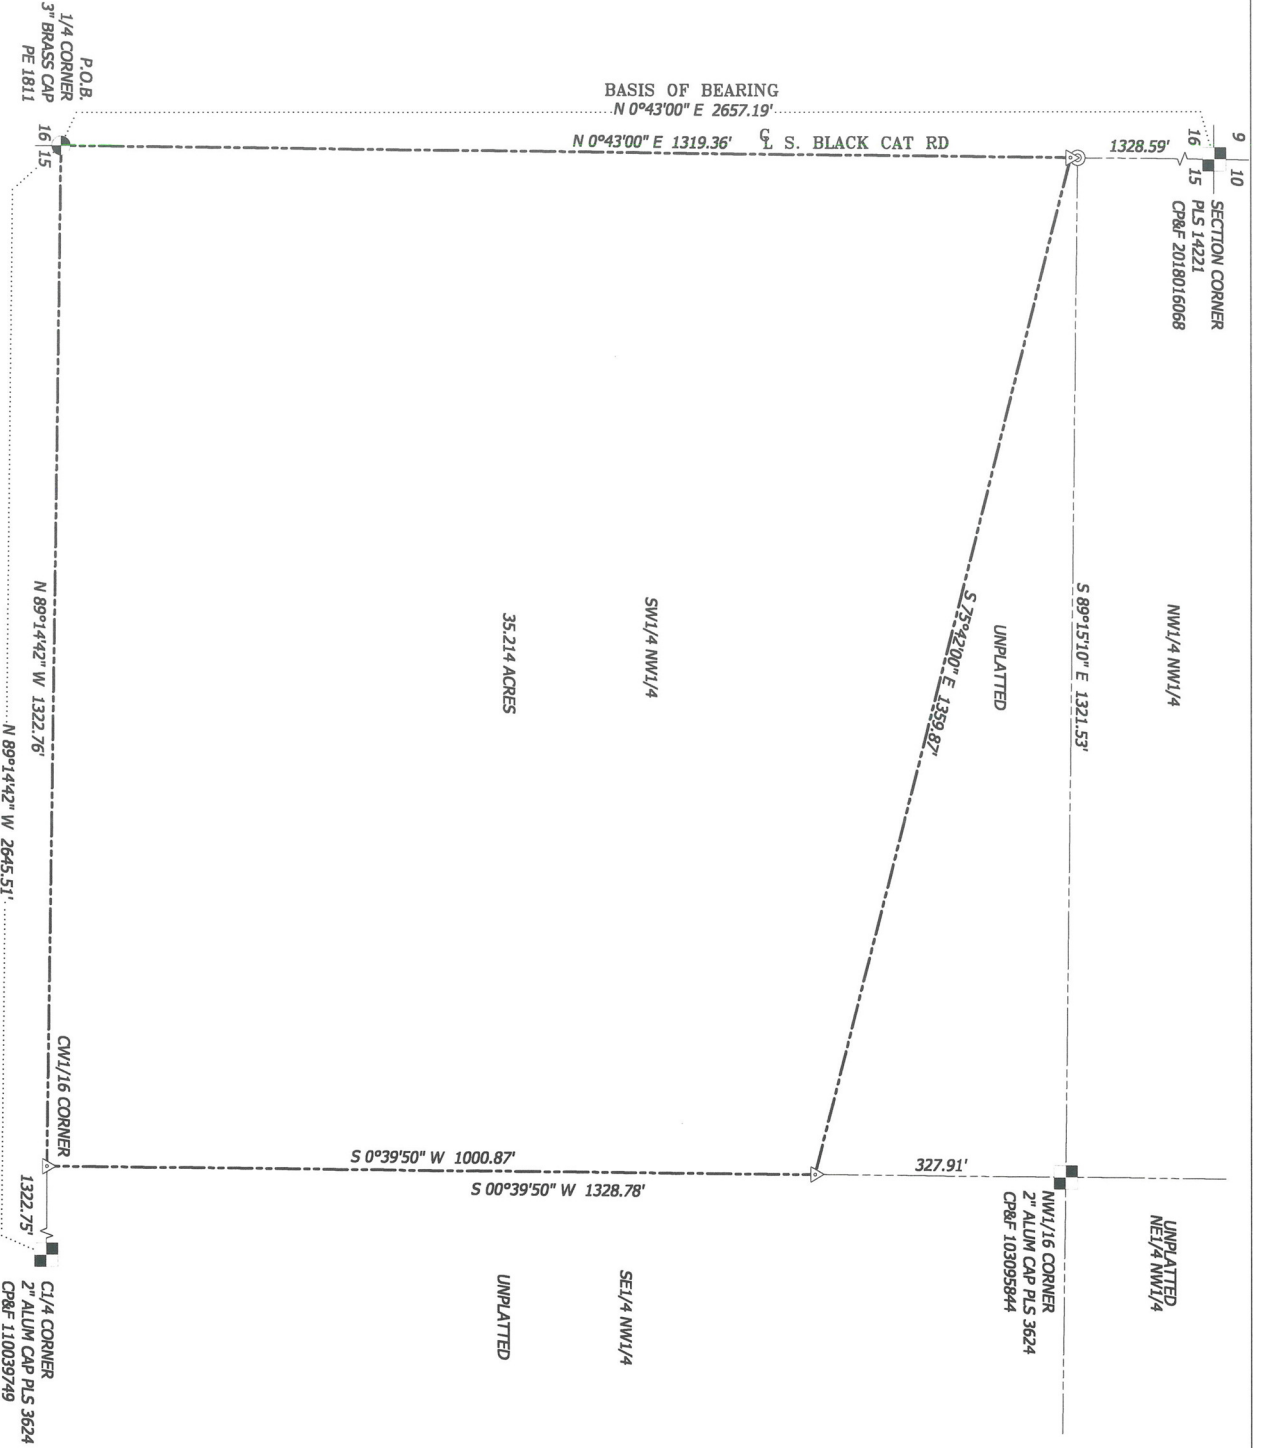 P.O.B.
1/4 CORNER
3" BRASS CAP
PE 1811
16
15
BASIS OF BEARING
N 0°43'00" E 2657.19'
N 0°43'00" E 1319.36'
℄ S. BLACK CAT RD
1328.59'
9
16
10
15
SECTION CORNER
PLS 14221
CP&F 2018016068
NW1/4 NW1/4
S 89°15'10" E 1321.53'
UNPLATTED
S 75°42'00" E 1359.87'
SW1/4 NW1/4
35.214 ACRES
N 89°14'42" W 1322.76'
N 89°14'42" W 2645.51'
CW1/16 CORNER
S 0°39'50" W 1000.87'
S 00°39'50" W 1328.78'
327.91'
NW1/16 CORNER
2" ALUM CAP PLS 3624
CP&F 103095844
UNPLATTED
NE1/4 NW1/4
SE1/4 NW1/4
UNPLATTED
1322.75'
C1/4 CORNER
2" ALUM CAP PLS 3624
CP&F 110039749